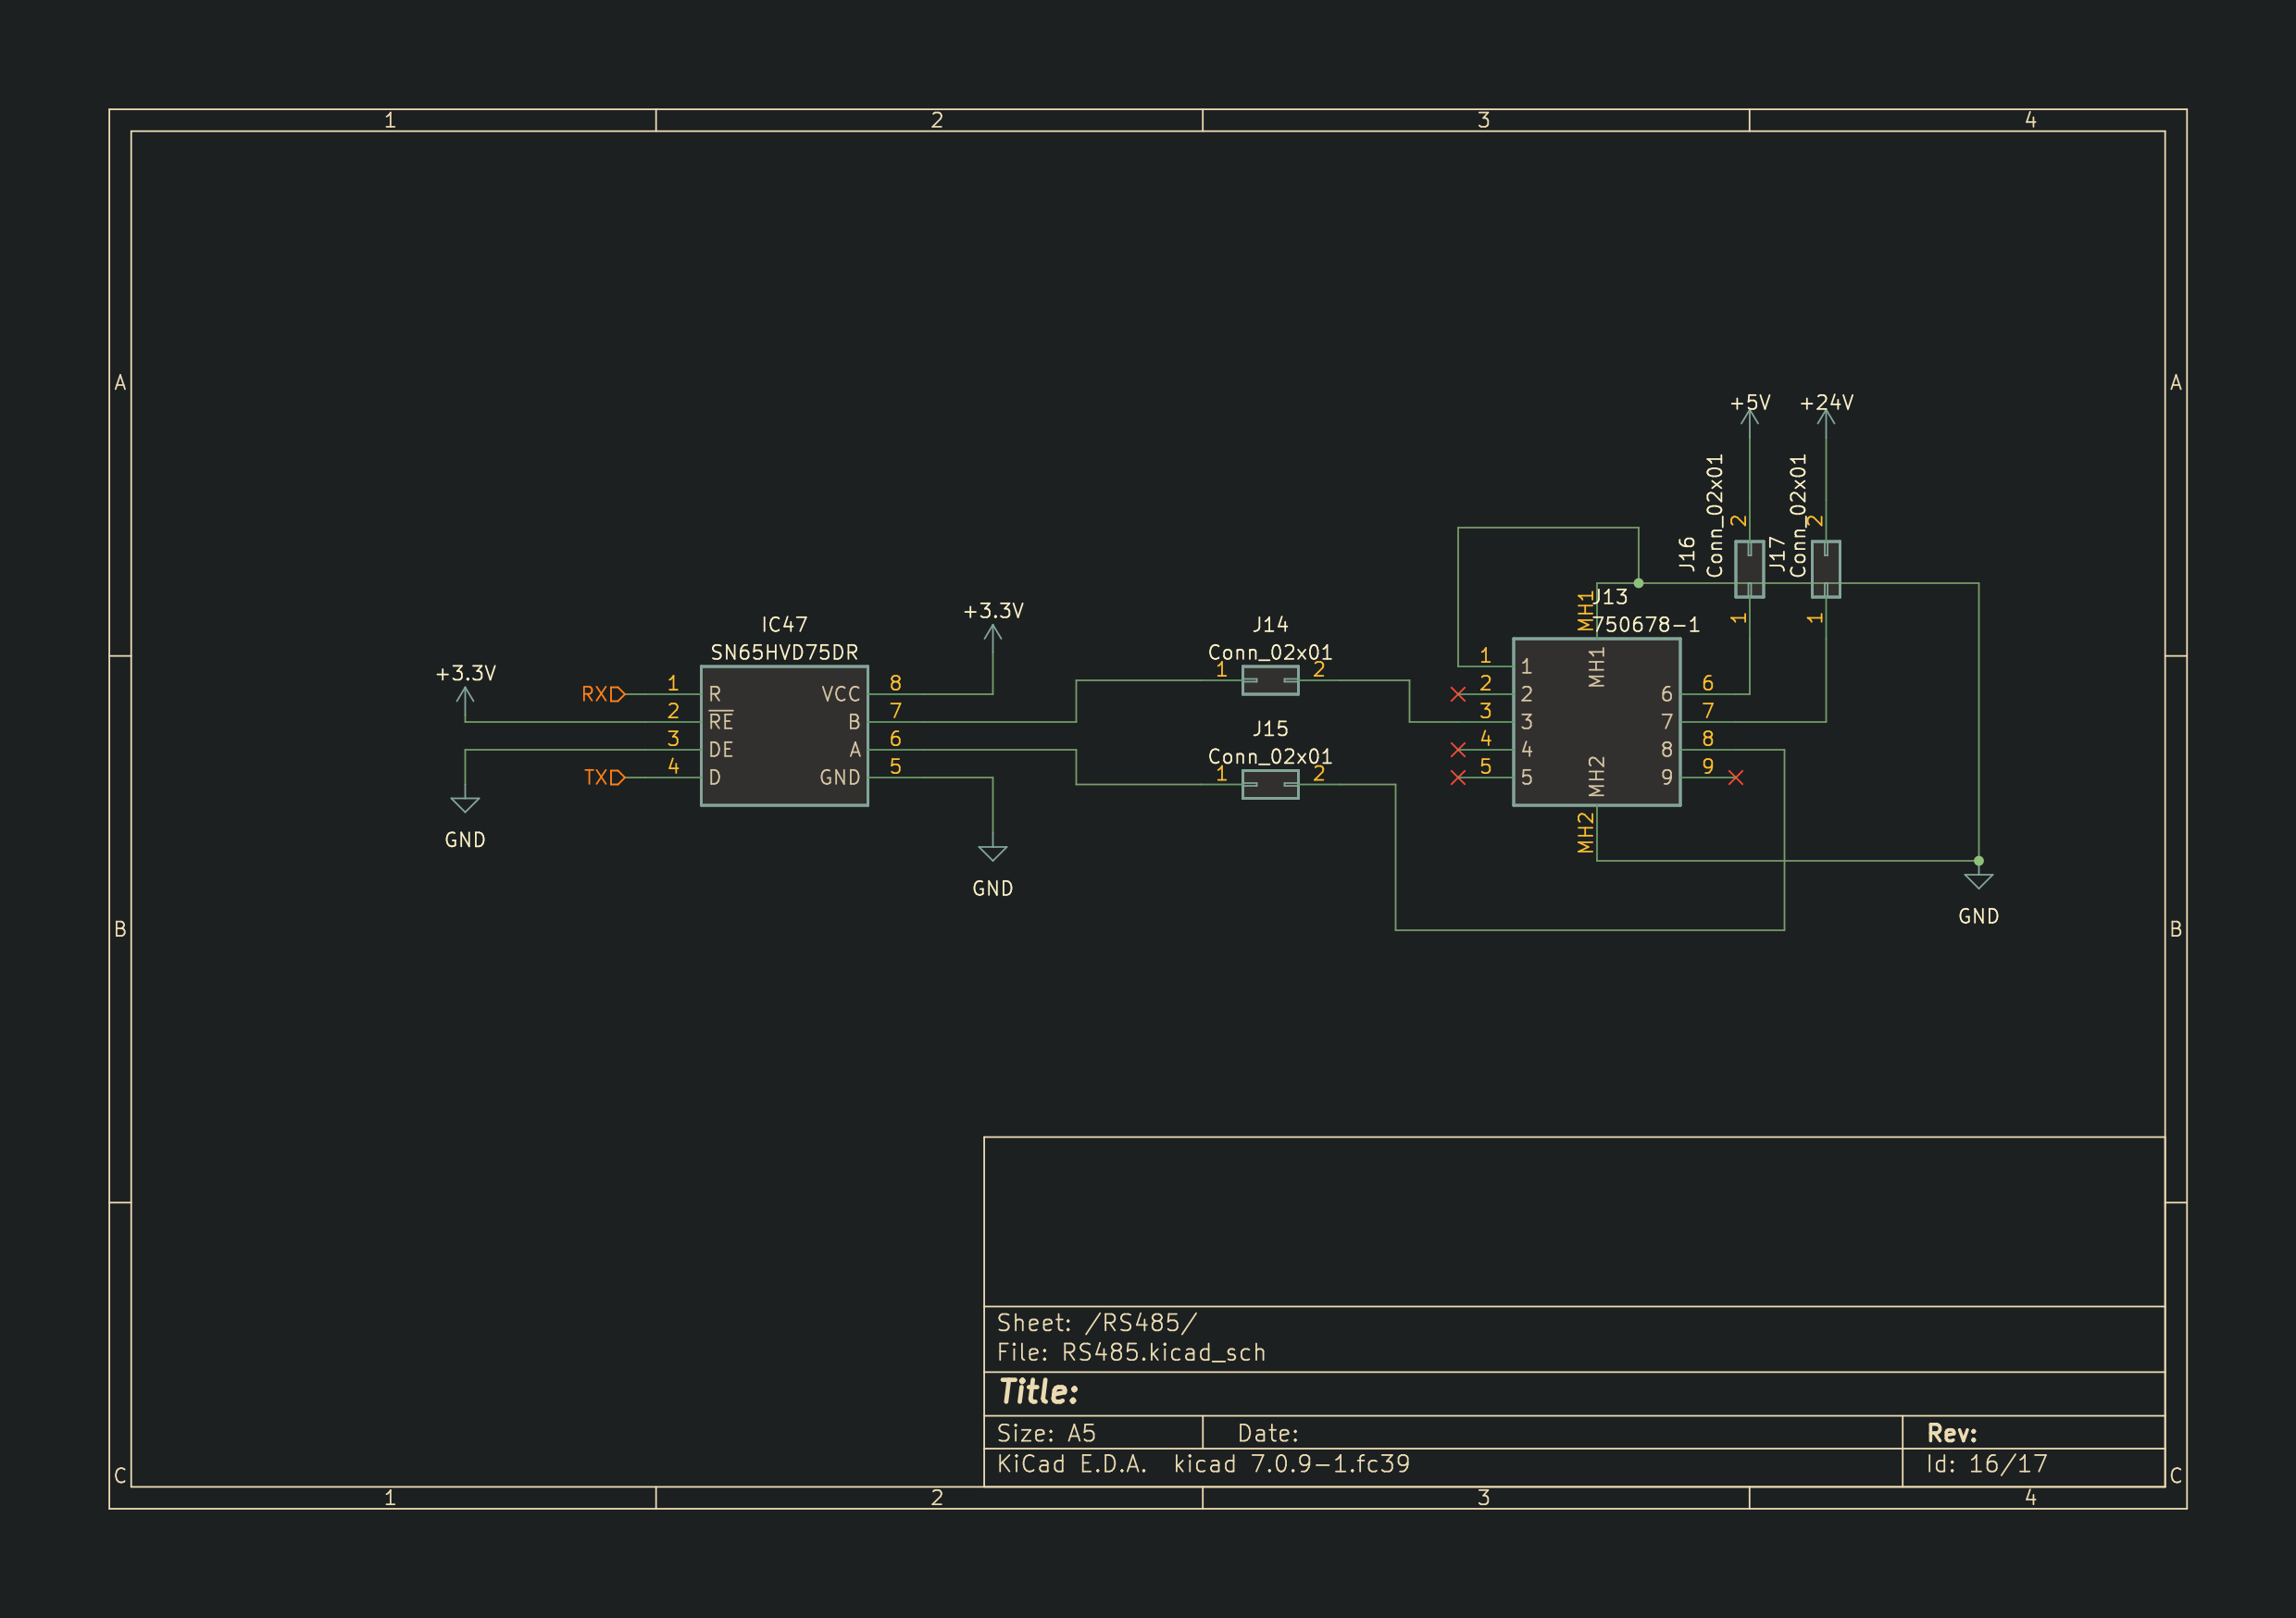 1 2 3 4
A A
+5V +24V
Conn_02x01
Conn_02x01
2 2
J16
J17
MH1
J13
1 1
+3.3V
IC47
J14
750678-1
SN65HVD75DR
Conn_02x01
+3.3V
1 2
1 1 MH1
RX 1 R VCC 8
2 2 6 6
2 RE B 7
J15
3 3 7 7
3 DE A 6
Conn_02x01
4 4 8 8
TX 4 D GND 5
1 2
5 5 MH2 9 9
MH2
GND
GND
GND
B B
Sheet: /RS485/
File: RS485.kicad_sch
Title:
Size: A5 Date: Rev:
KiCad E.D.A. kicad 7.0.9-1.fc39 Id: 16/17
C C
1 2 3 4